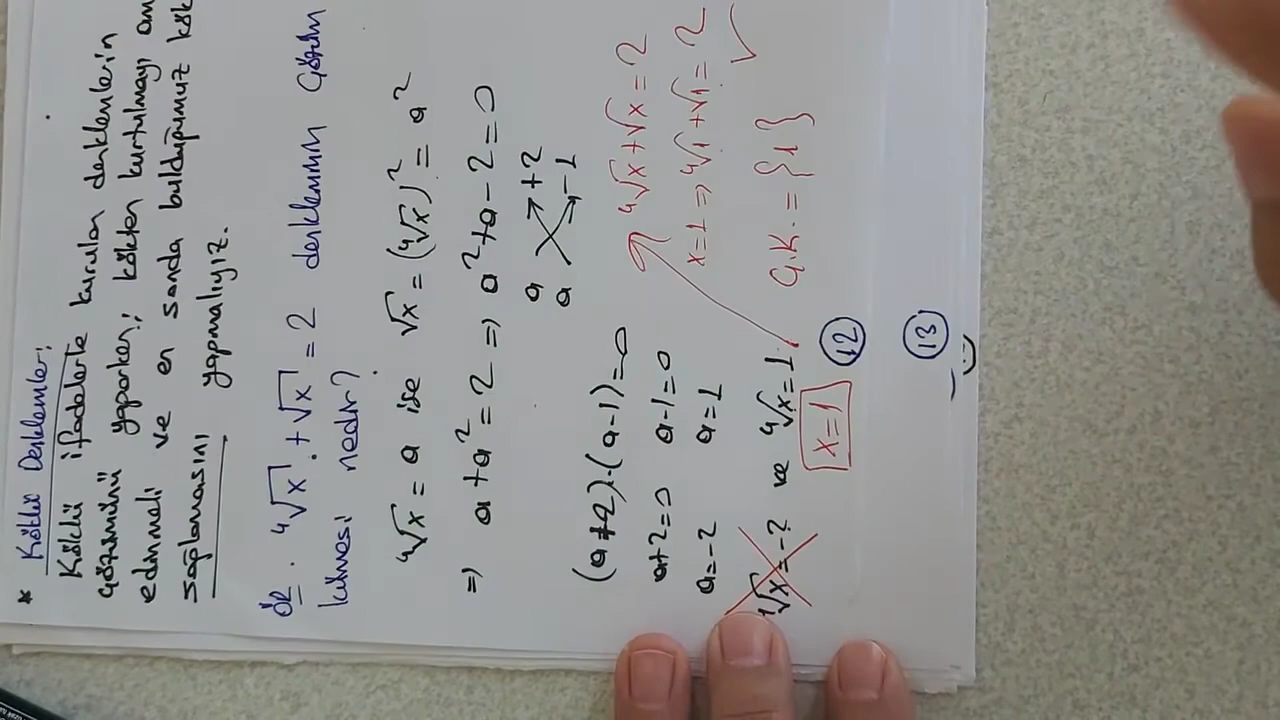 * Köklü Denklemler:
Köklü ifadelerle kurulan denklemlerin
çözümünü yaparken; kökten kurtulmayı
edinmeli ve en sonda bulduğumuz kök
sağlamasını yapmalıyız.
ÖR. ⁴√x + √x = 2 denkleminin çözüm
kümesi nedir?
⁴√x = a ise √x = (⁴√x)² = a²
⇒ a + a² = 2 ⇒ a² + a - 2 = 0
a +2
a -1
(a+2).(a-1)=0
a+2=0 a-1=0
a=-2 a=1
⁴√x=-2 ve ⁴√x=1
x=1
⁴√x+√x=2
x=1 ⇒ ⁴√1+√1=2 ✓
Ç.K. = {1}
12
13